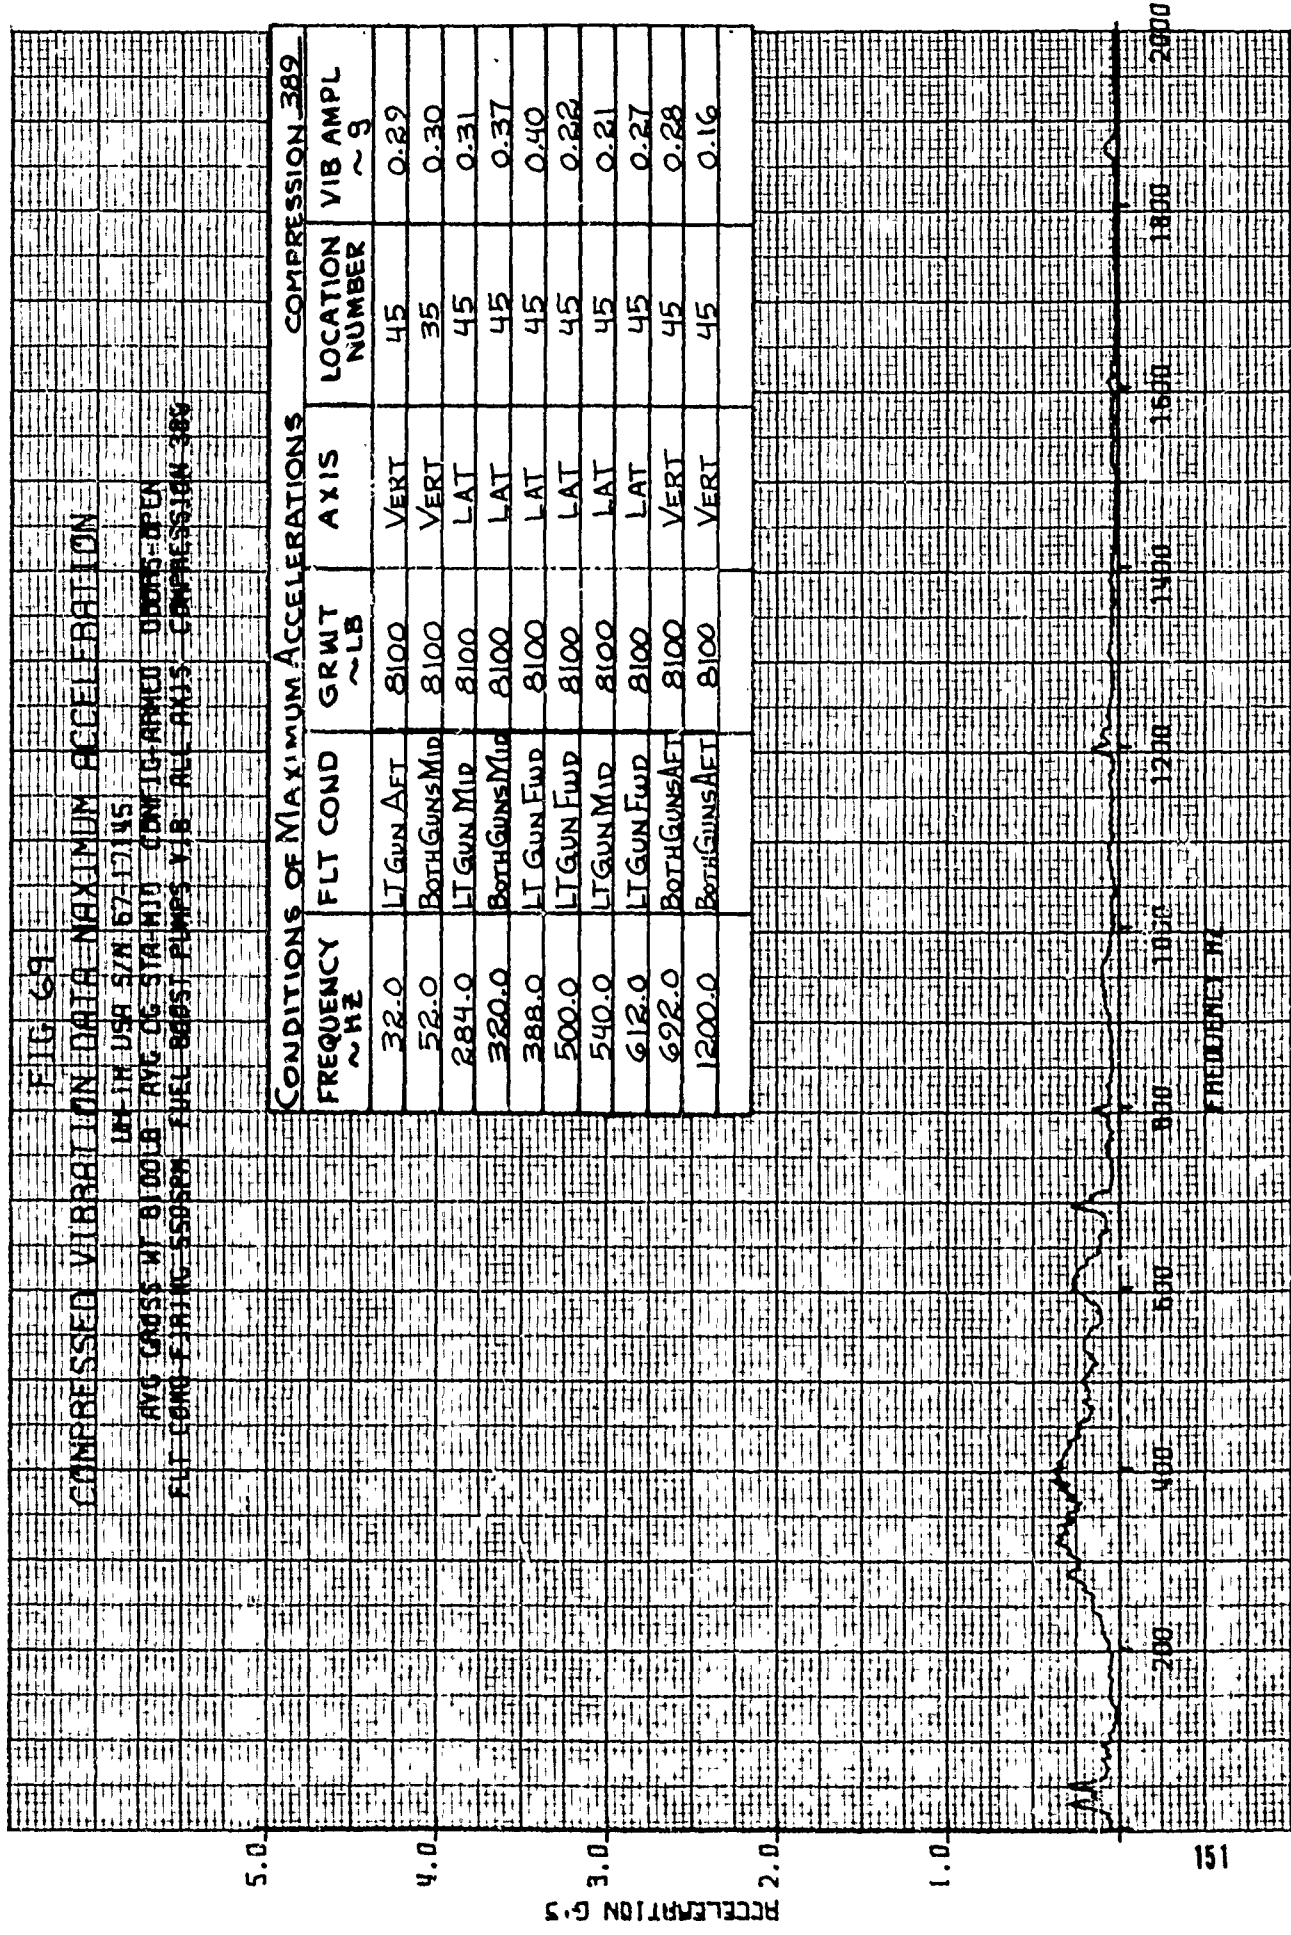 FIG 69
COMPRESSED VIBRATION DATA MAXIMUM ACCELERATION
UH-1M USA S/N 67-17145
AVG GROSS WT 8100LB AVG CG STA-MID CONFIG-ARMED DOORS-OPEN
FLT COND-FIRING 550SPM FUEL BOOST PUMPS VIB ALL AXIS COMPRESSION 386
CONDITIONS OF MAXIMUM ACCELERATIONS COMPRESSION 389
FREQUENCY ~HZ FLT COND GRWT ~LB AXIS LOCATION NUMBER VIB AMPL ~g
32.0 LT GUN AFT 8100 VERT 45 0.29
52.0 BOTH GUNS MID 8100 VERT 35 0.30
284.0 LT GUN MID 8100 LAT 45 0.31
320.0 BOTH GUNS MID 8100 LAT 45 0.37
388.0 LT GUN FWD 8100 LAT 45 0.40
500.0 LT GUN FWD 8100 LAT 45 0.22
540.0 LT GUN MID 8100 LAT 45 0.21
612.0 LT GUN FWD 8100 LAT 45 0.27
692.0 BOTH GUNS AFT 8100 VERT 45 0.28
1200.0 BOTH GUNS AFT 8100 VERT 45 0.16
5.0
4.0
3.0
2.0
1.0
ACCELERATION G'S
200 400 600 800 1000 1200 1400 1600 1800 2000
FREQUENCY HZ
151